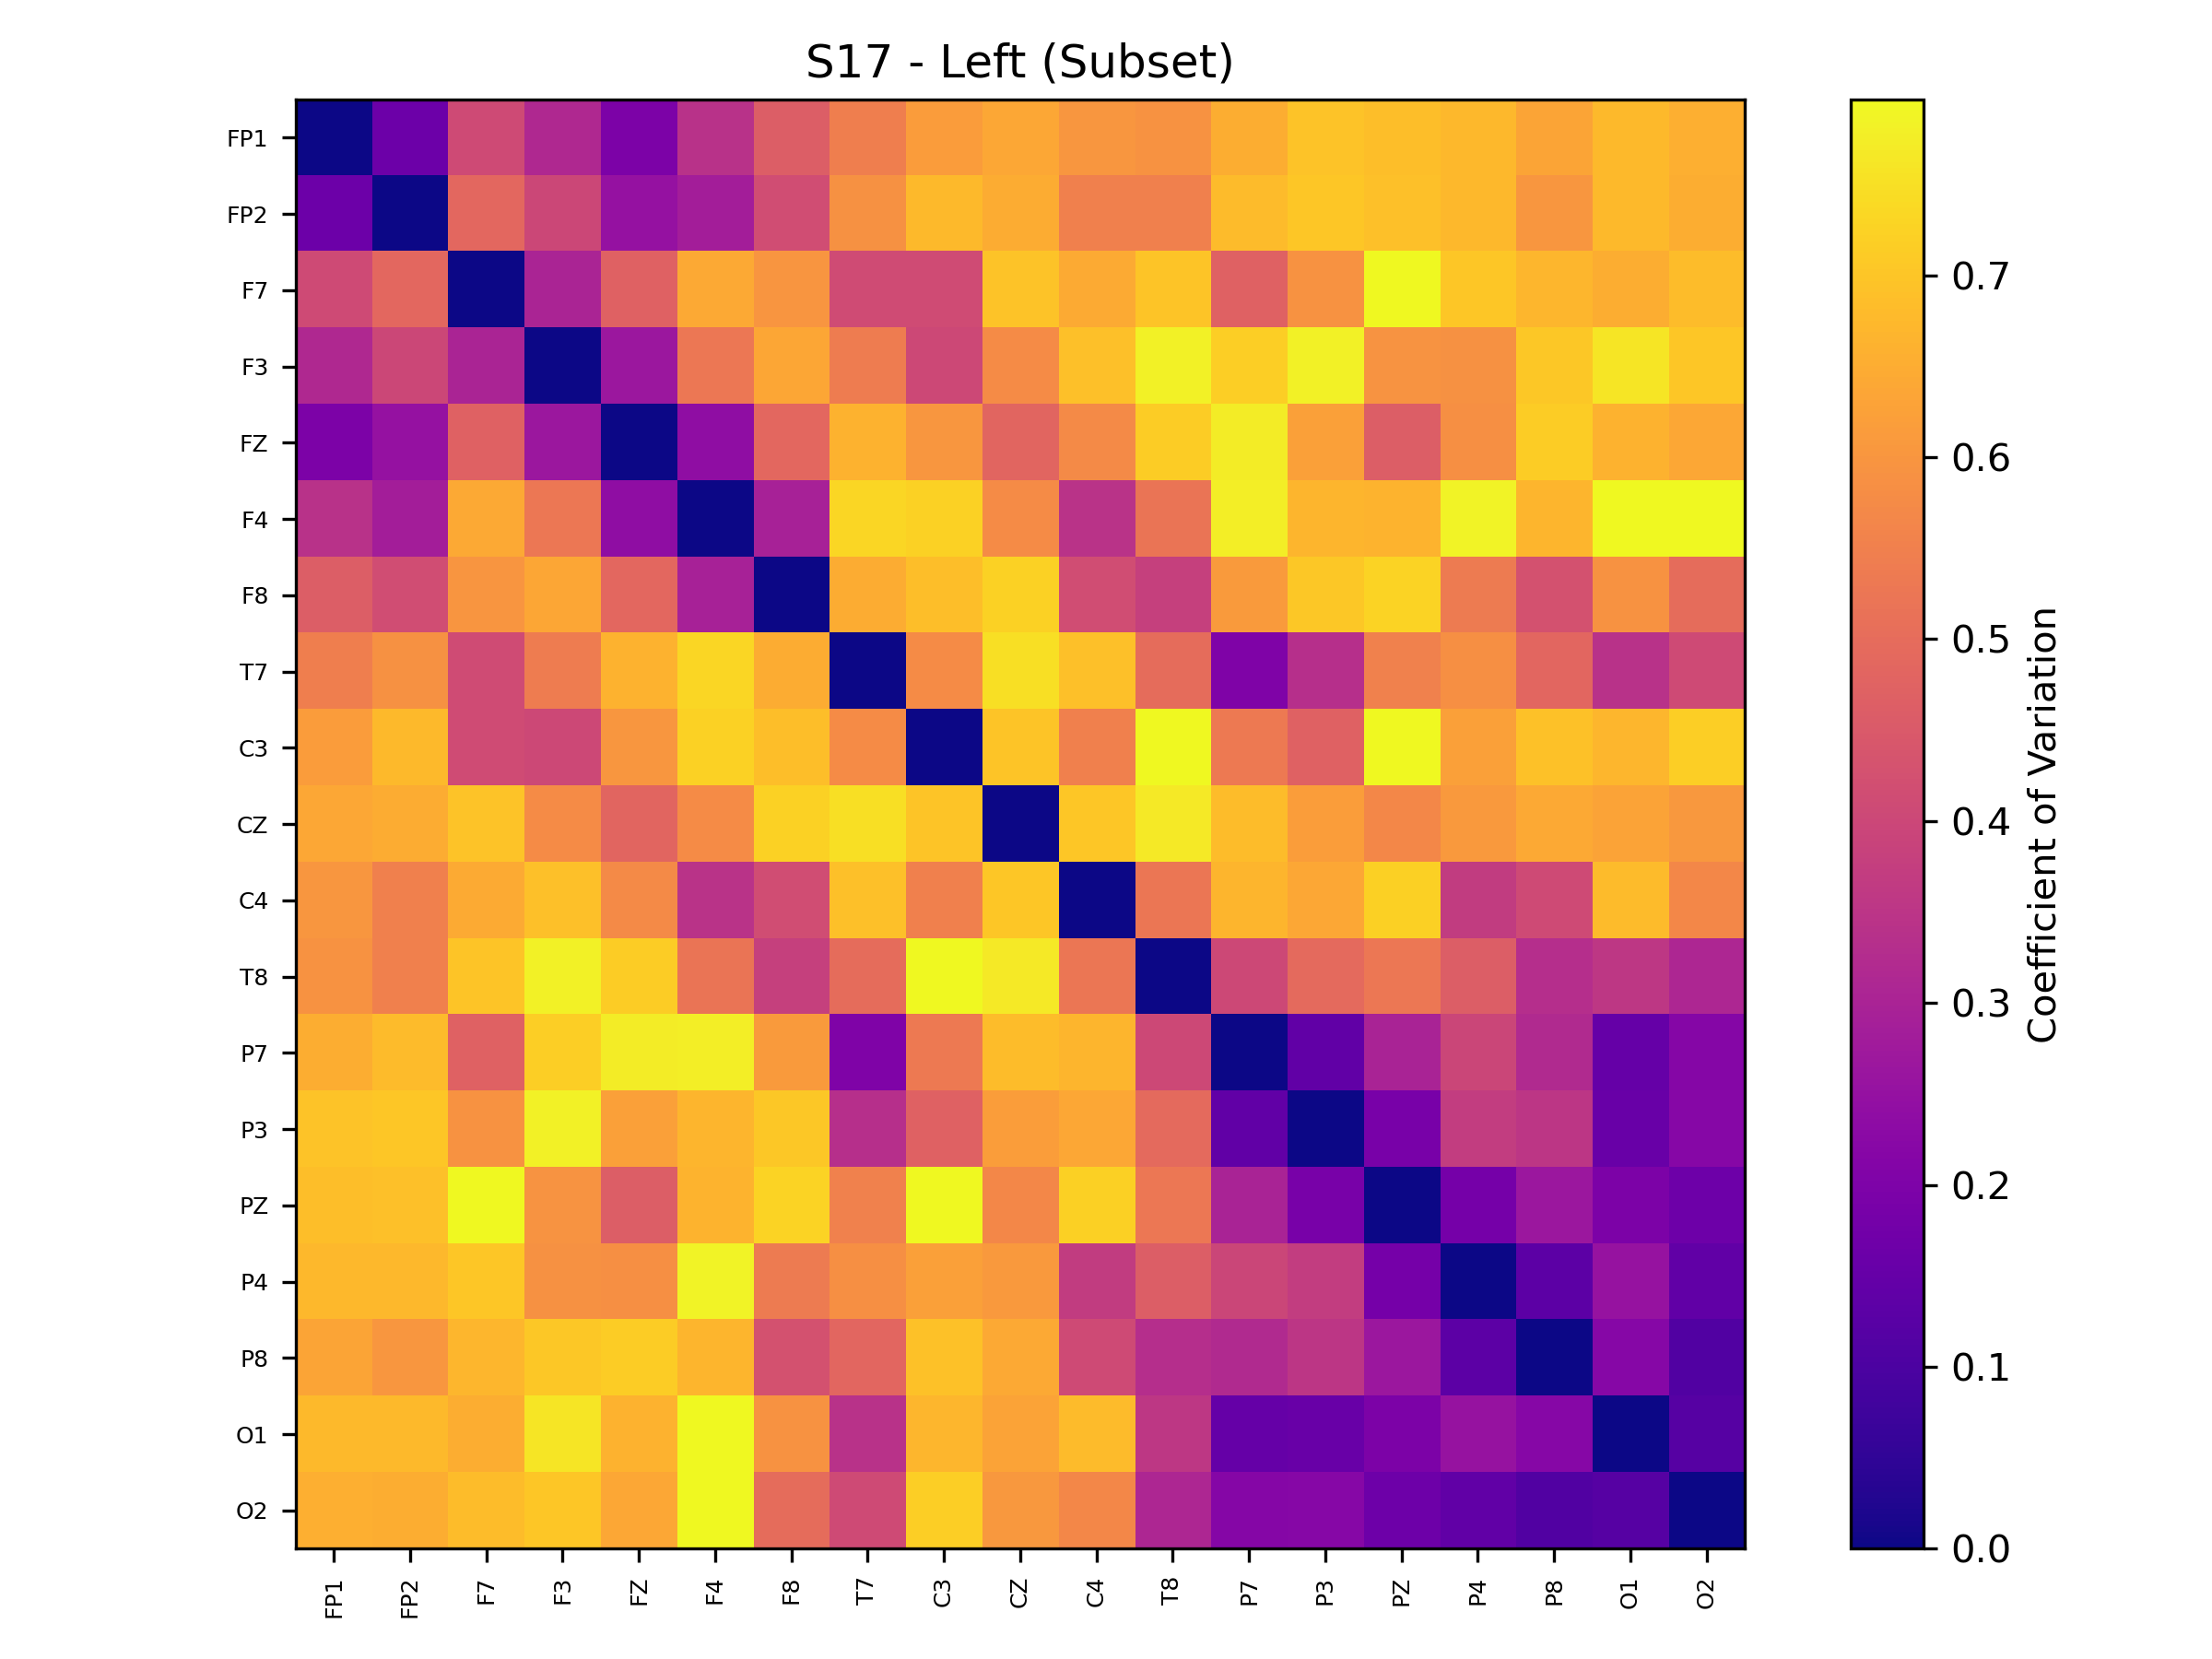 S17 - Left (Subset)
FP1
FP2
F7
F3
FZ
F4
F8
T7
C3
CZ
C4
T8
P7
P3
PZ
P4
P8
O1
O2
FP1 FP2 F7 F3 FZ F4 F8 T7 C3 CZ C4 T8 P7 P3 PZ P4 P8 O1 O2
0.7
0.6
0.5
0.4
0.3
0.2
0.1
0.0
Coefficient of Variation